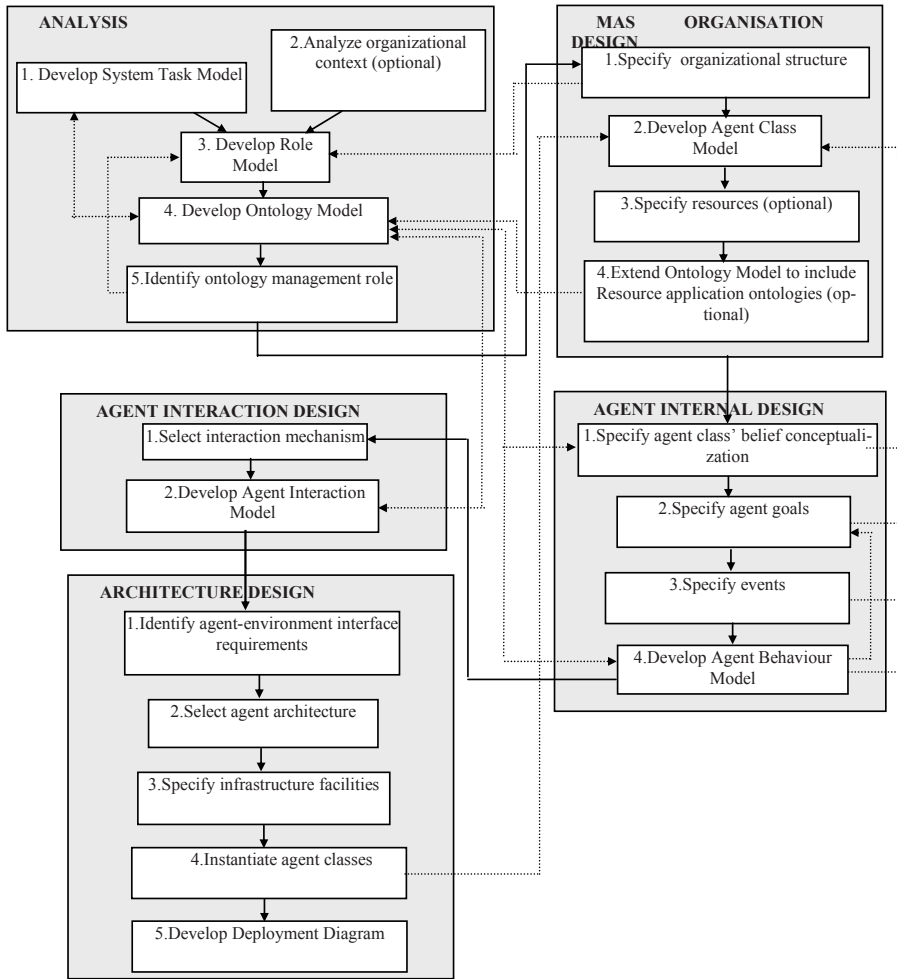 ANALYSIS
2.Analyze organizational
context (optional)
1. Develop System Task Model
3. Develop Role
Model
4. Develop Ontology Model
5.Identify ontology management role
MAS ORGANISATION
DESIGN
1.Specify organizational structure
2.Develop Agent Class
Model
3.Specify resources (optional)
4.Extend Ontology Model to include
Resource application ontologies (op-
tional)
AGENT INTERACTION DESIGN
1.Select interaction mechanism
2.Develop Agent Interaction
Model
AGENT INTERNAL DESIGN
1.Specify agent class’ belief conceptuali-
zation
2.Specify agent goals
3.Specify events
4.Develop Agent Behaviour
Model
ARCHITECTURE DESIGN
1.Identify agent-environment interface
requirements
2.Select agent architecture
3.Specify infrastructure facilities
4.Instantiate agent classes
5.Develop Deployment Diagram